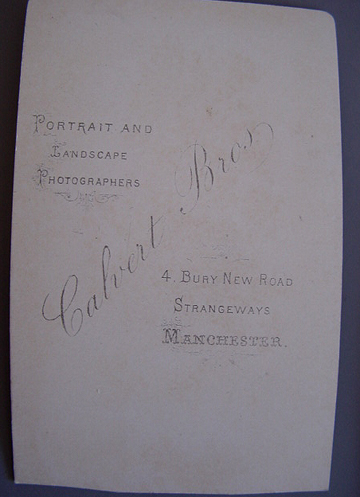 PORTRAIT AND
LANDSCAPE
PHOTOGRAPHERS
Calvert Bros
4. BURY NEW ROAD
STRANGEWAYS
MANCHESTER.